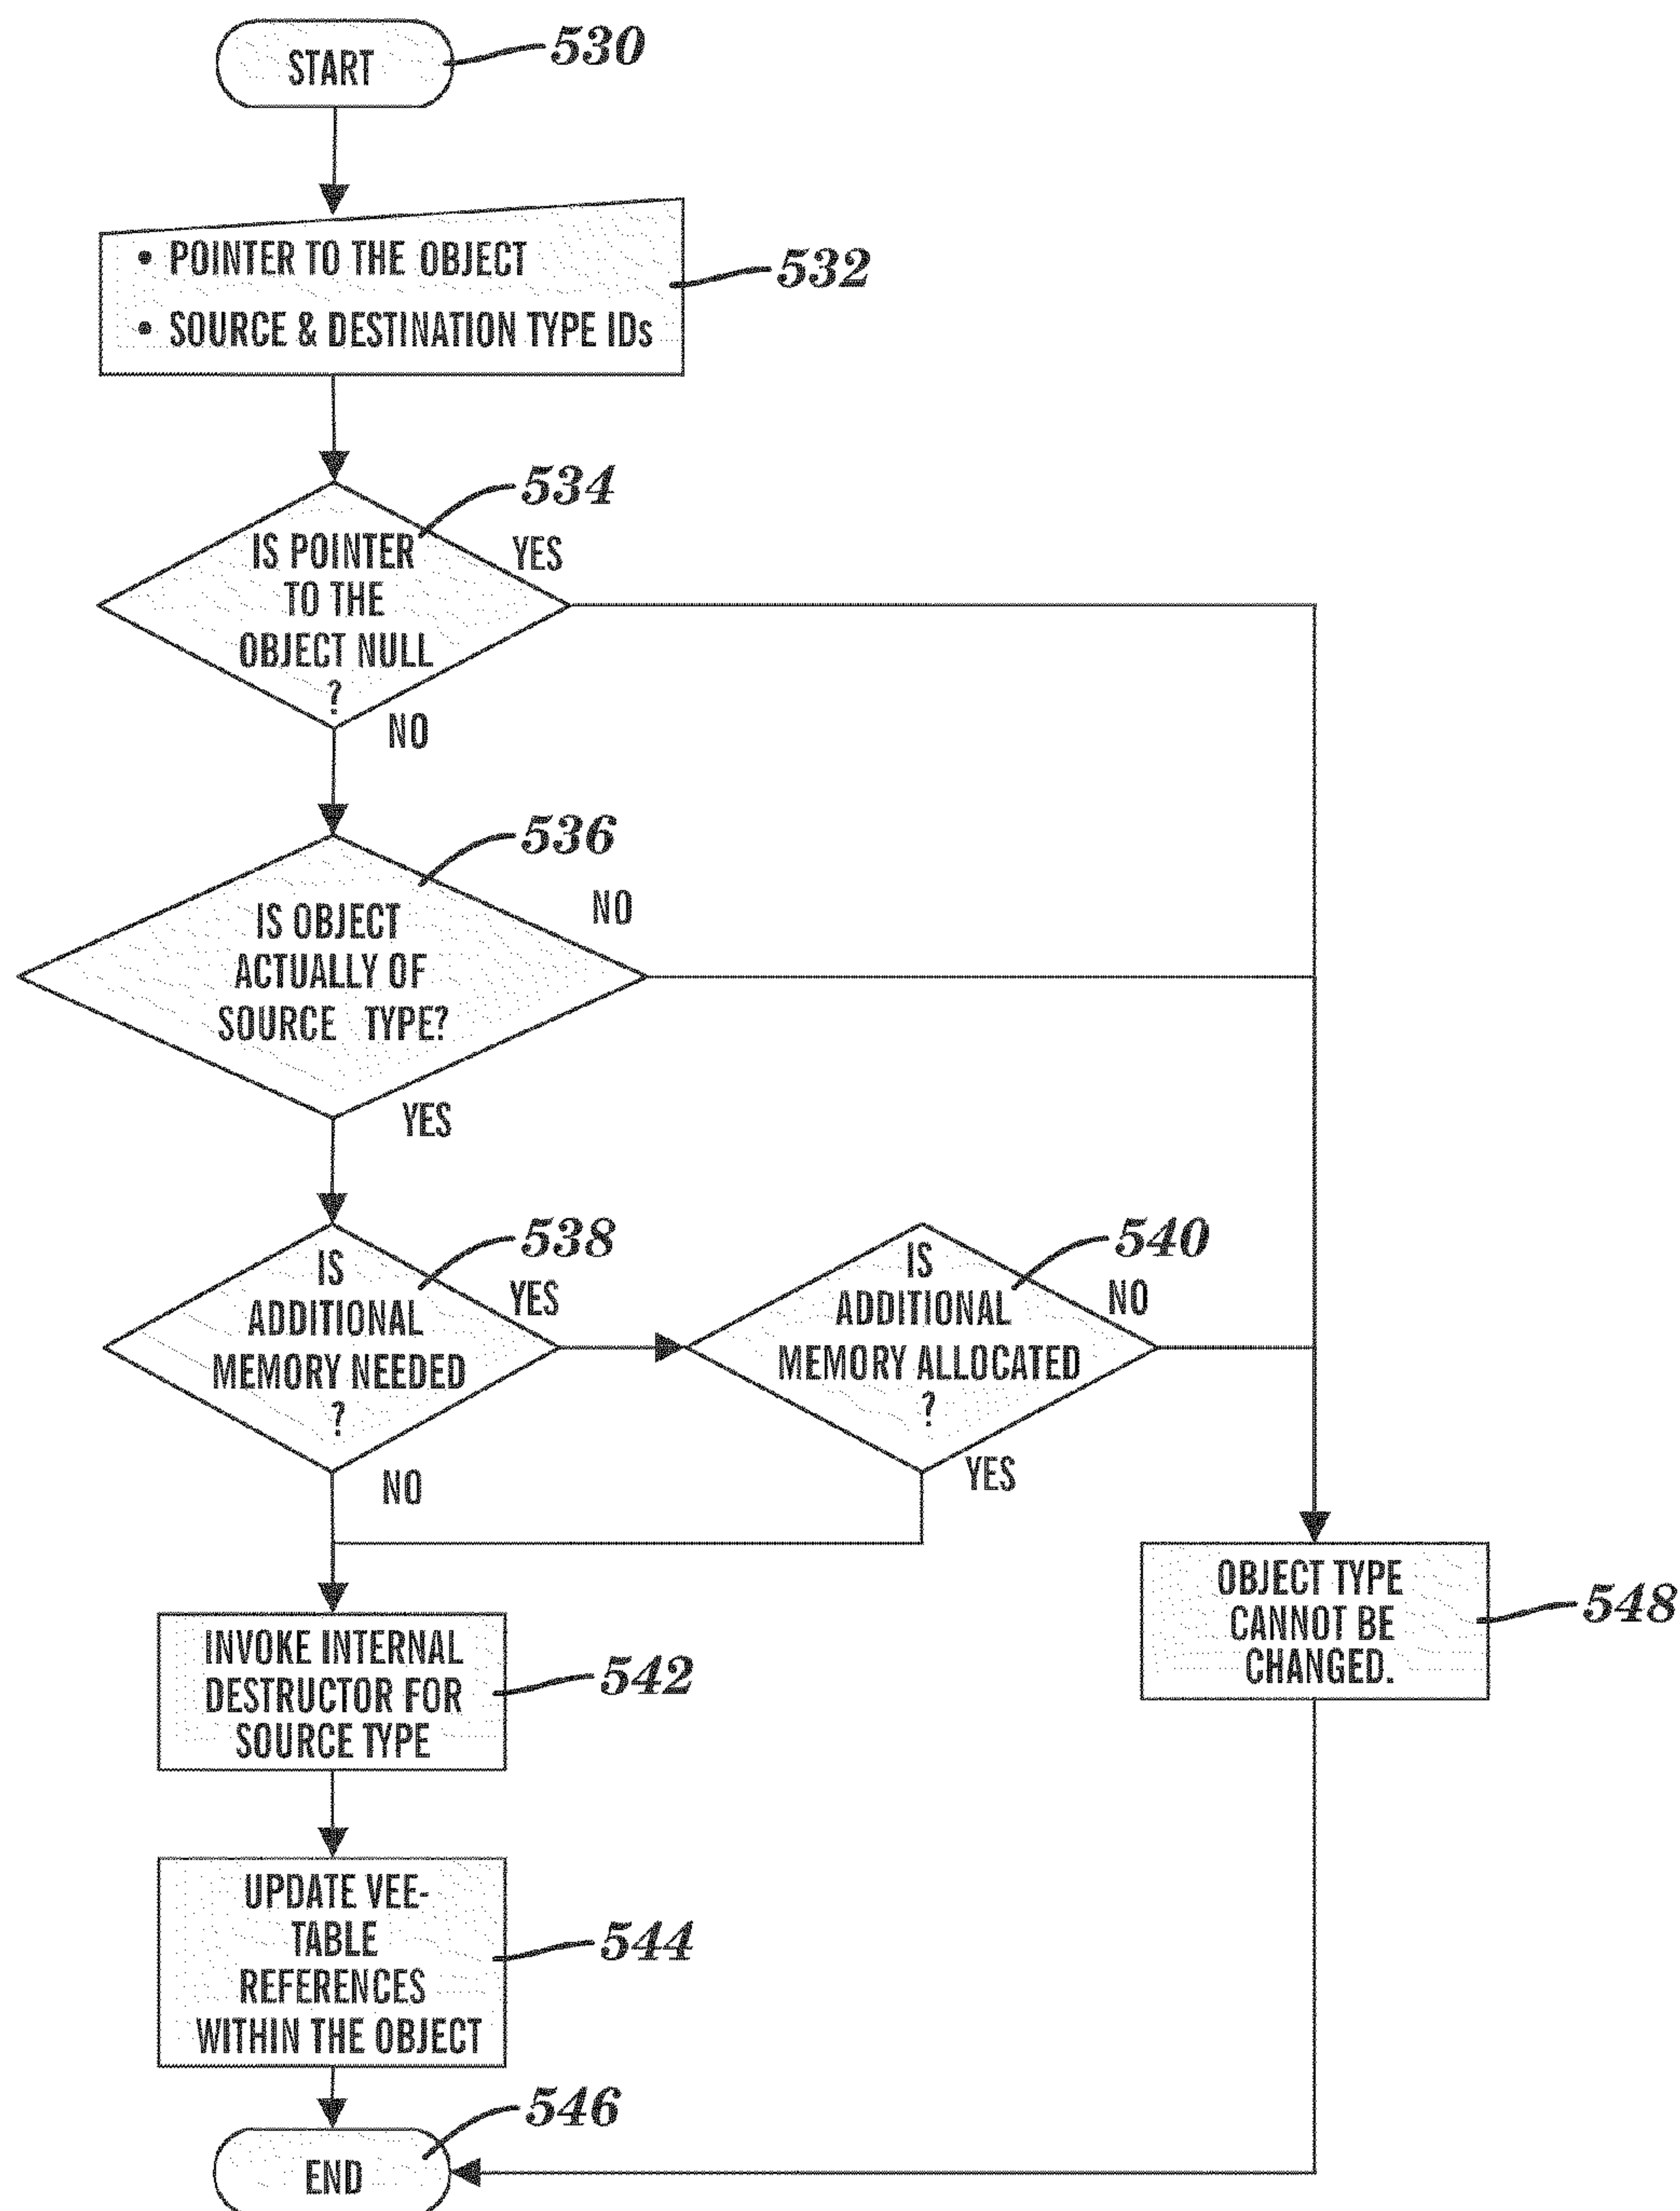 START
530
• POINTER TO THE OBJECT
• SOURCE & DESTINATION TYPE IDs
532
534
IS POINTER
TO THE
OBJECT NULL
?
YES
NO
536
IS OBJECT
ACTUALLY OF
SOURCE TYPE?
NO
YES
538
IS
ADDITIONAL
MEMORY NEEDED
?
YES
NO
540
IS
ADDITIONAL
MEMORY ALLOCATED
?
NO
YES
INVOKE INTERNAL
DESTRUCTOR FOR
SOURCE TYPE
542
OBJECT TYPE
CANNOT BE
CHANGED.
548
UPDATE VEE-
TABLE
REFERENCES
WITHIN THE OBJECT
544
546
END